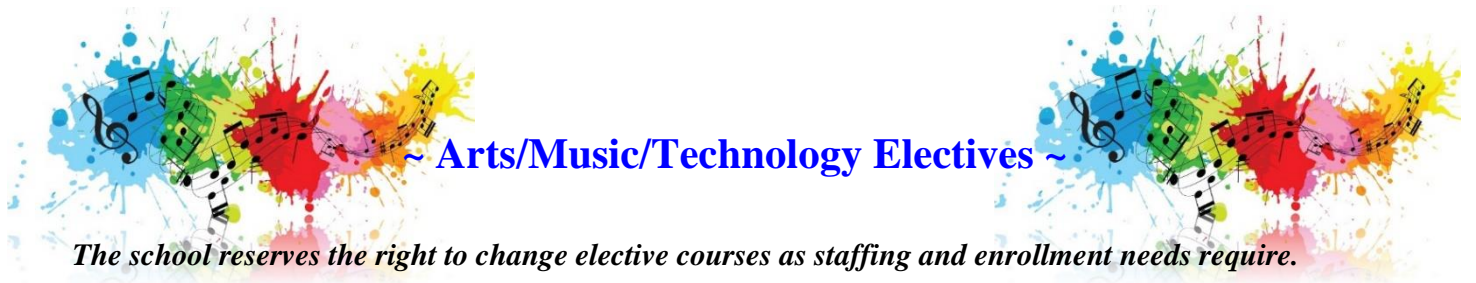 ~ Arts/Music/Technology Electives ~
The school reserves the right to change elective courses as staffing and enrollment needs require.